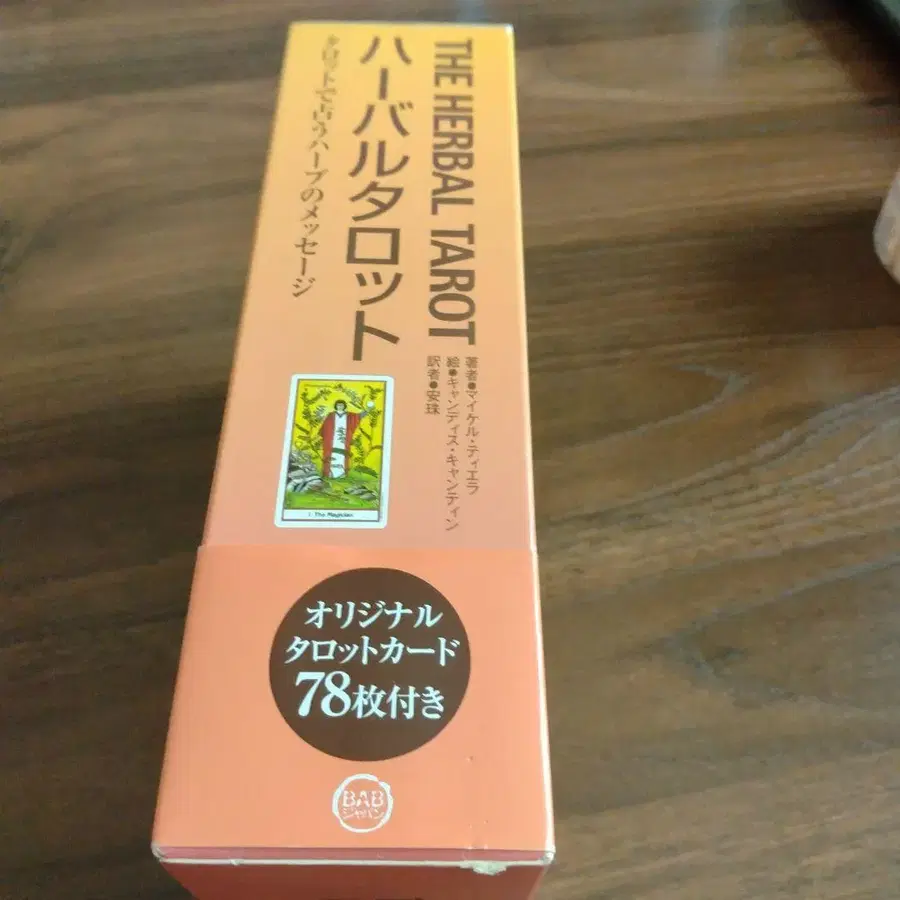 THE HERBAL TAROT
ハーバルタロット
タロットで占うハーブのメッセージ
著者●マイケル・ティエラ
絵●キャンディス・キャンティン
訳者●安珠
I The Magician
オリジナル
タロットカード
78枚付き
BAB
ジャパン